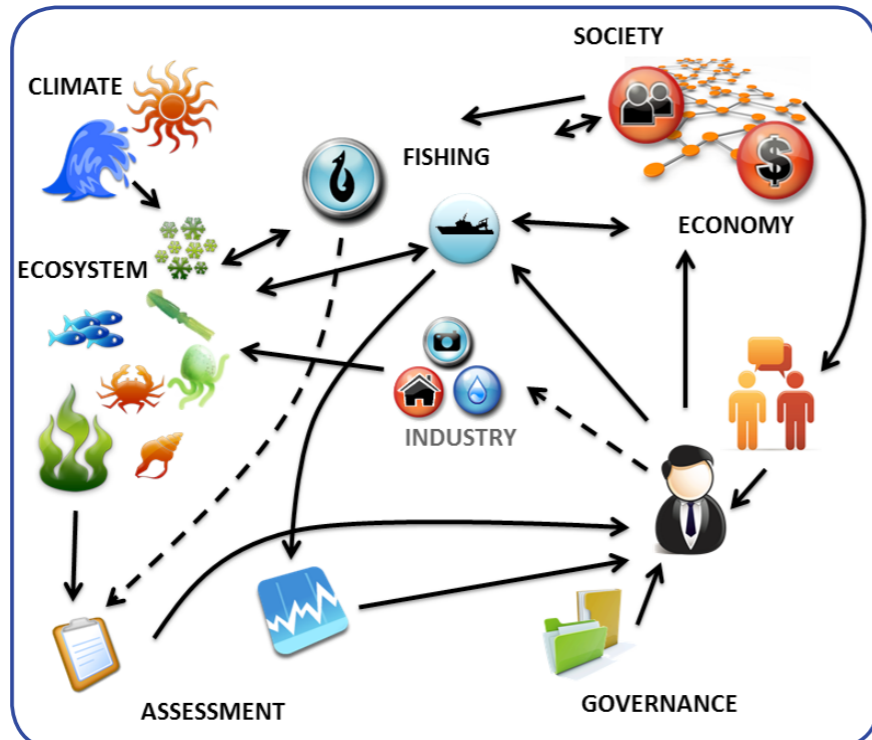 SOCIETY
CLIMATE
FISHING
$
ECONOMY
ECOSYSTEM
INDUSTRY
ASSESSMENT
GOVERNANCE